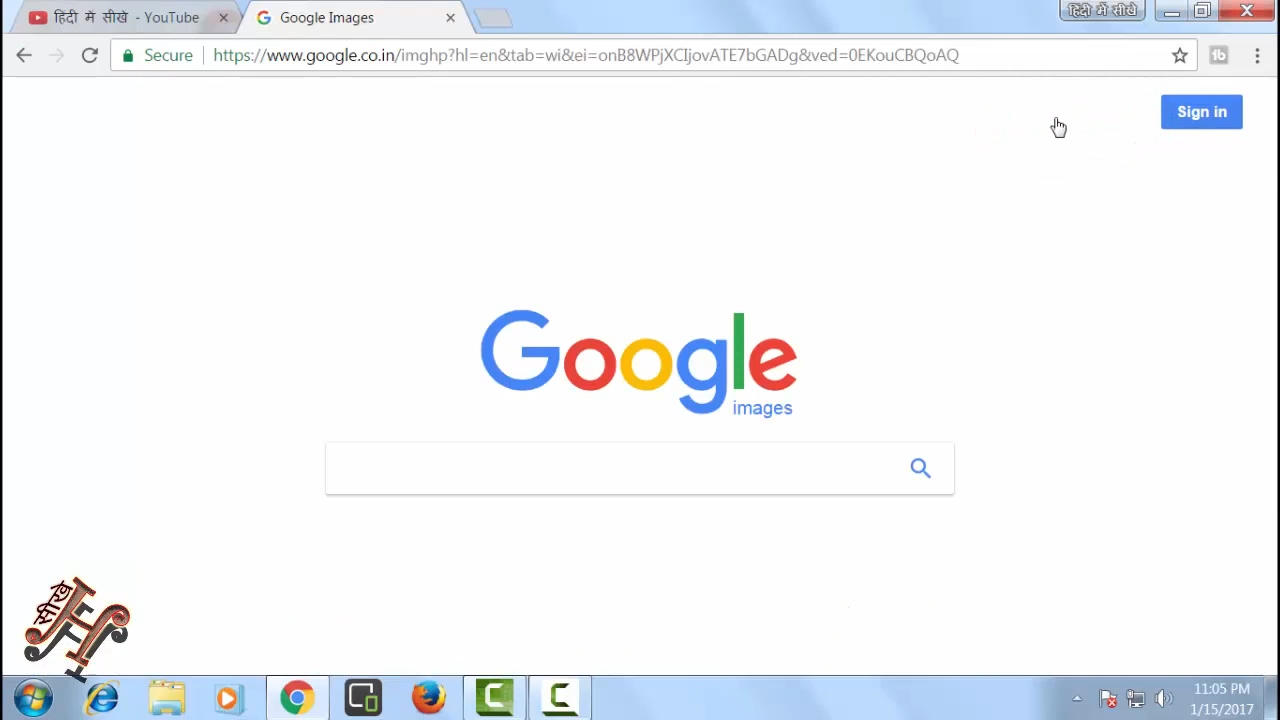 हिंदी में सीखे - YouTube
Google Images
हिंदी में सीखे
Secure
https://www.google.co.in/imghp?hl=en&tab=wi&ei=onB8WPjXCIjovATE7bGADg&ved=0EKouCBQoAQ
Sign in
Google
images
सीखे
11:05 PM
1/15/2017